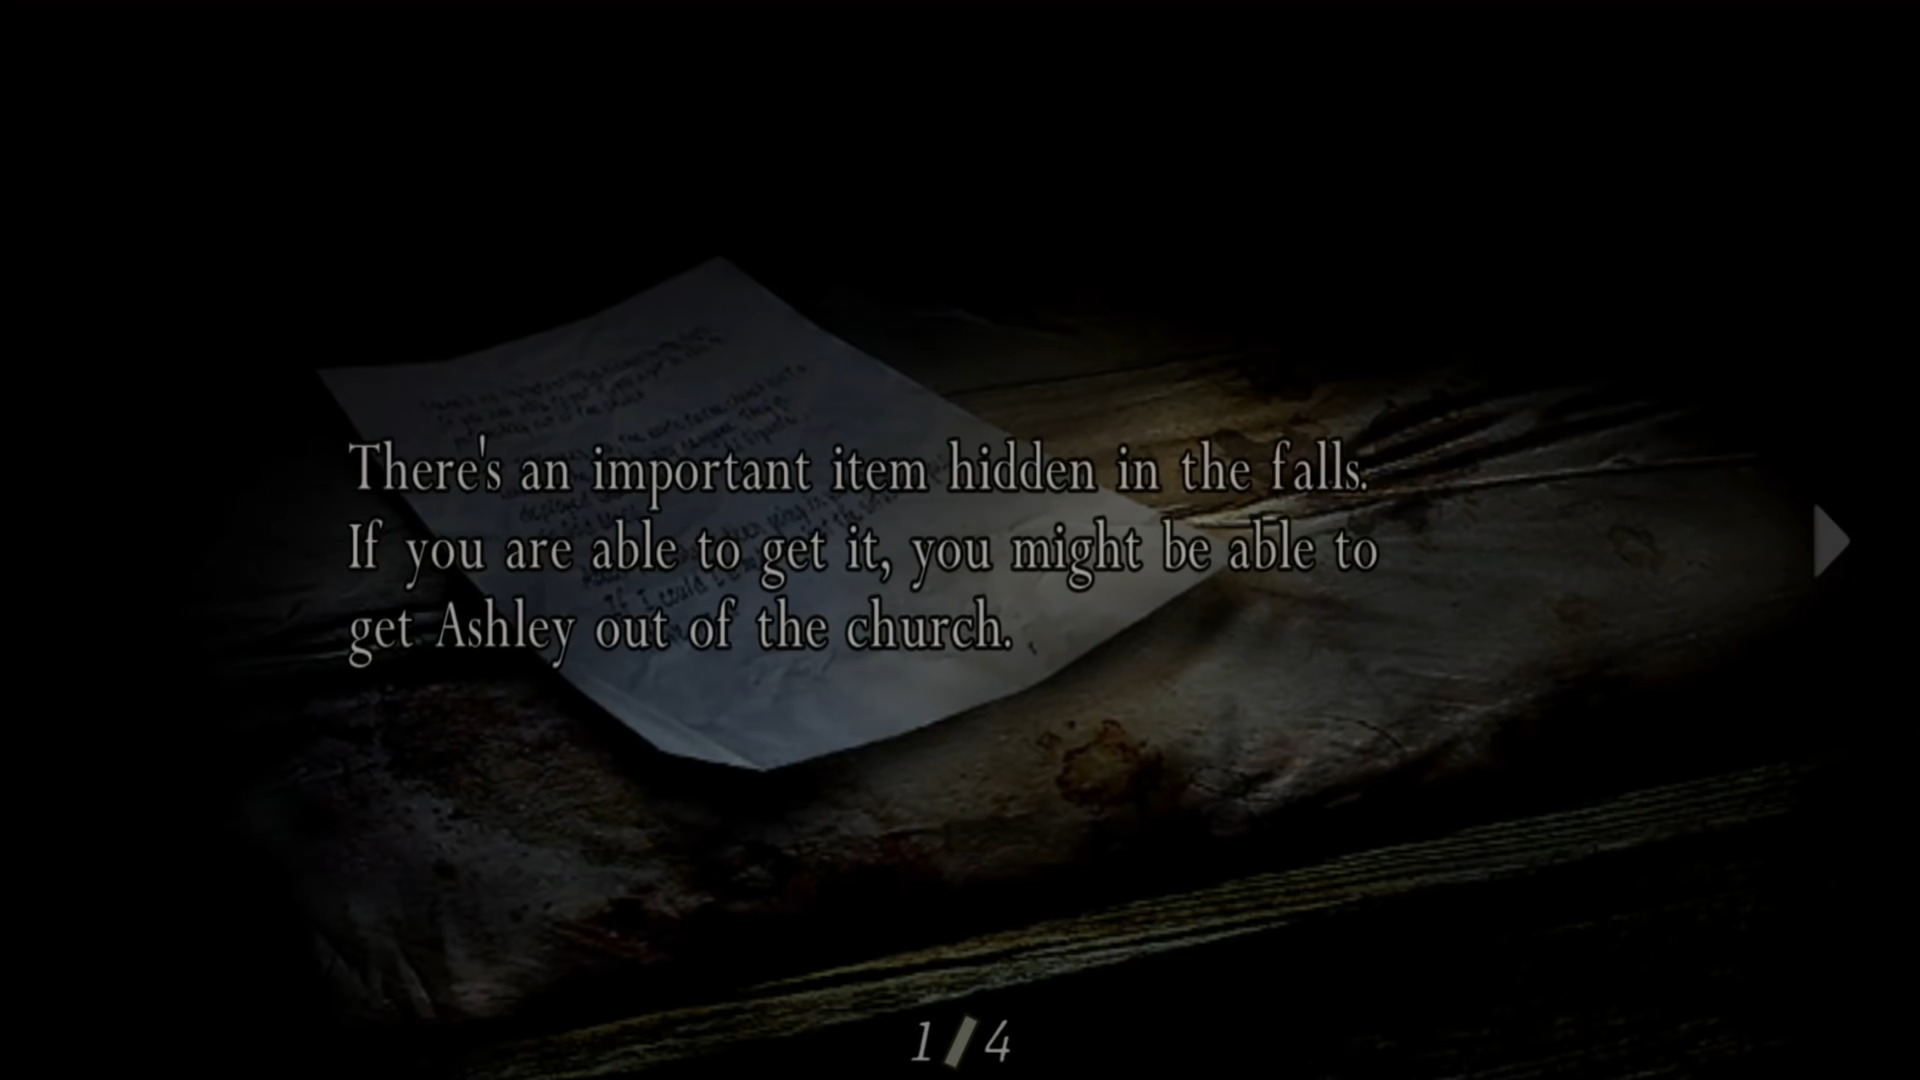 There's an important item hidden in the falls.
If you are able to get it, you might be able to
get Ashley out of the church.
1/4